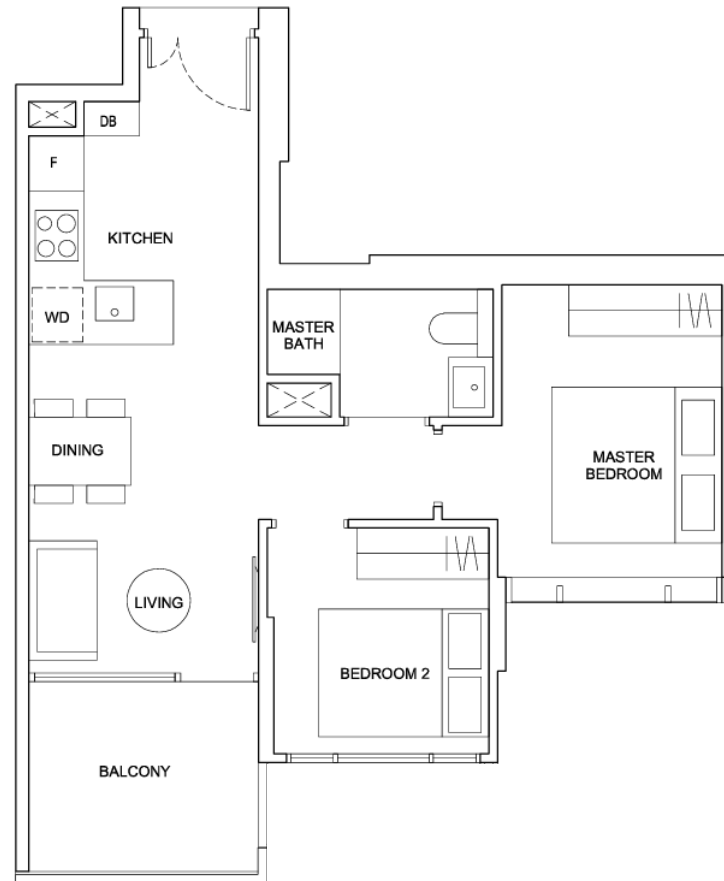 DB
F
KITCHEN
WD
MASTER
BATH
DINING
MASTER
BEDROOM
LIVING
BEDROOM 2
BALCONY